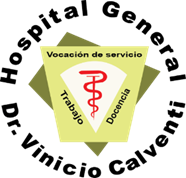 Hospital General
Vocación de servicio
Trabajo
Docencia
Dr. Vinicio Calventi